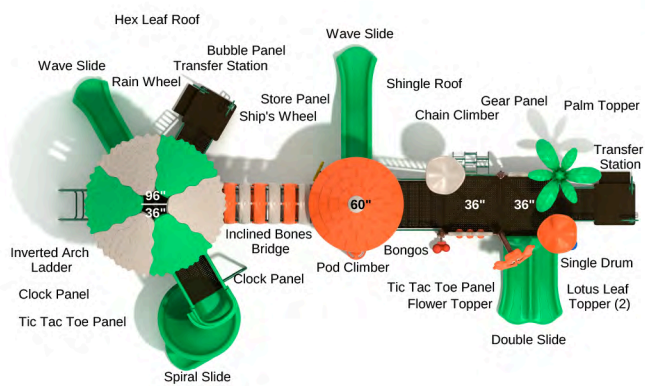 Hex Leaf Roof
Wave Slide
Bubble Panel
Transfer Station
Wave Slide
Rain Wheel
Shingle Roof
Store Panel
Ship's Wheel
Gear Panel
Chain Climber
Palm Topper
Transfer
Station
96"
36"
60"
36"
36"
Inclined Bones
Bridge
Inverted Arch
Ladder
Clock Panel
Pod Climber
Bongos
Single Drum
Clock Panel
Tic Tac Toe Panel
Flower Topper
Lotus Leaf
Topper (2)
Tic Tac Toe Panel
Double Slide
Spiral Slide